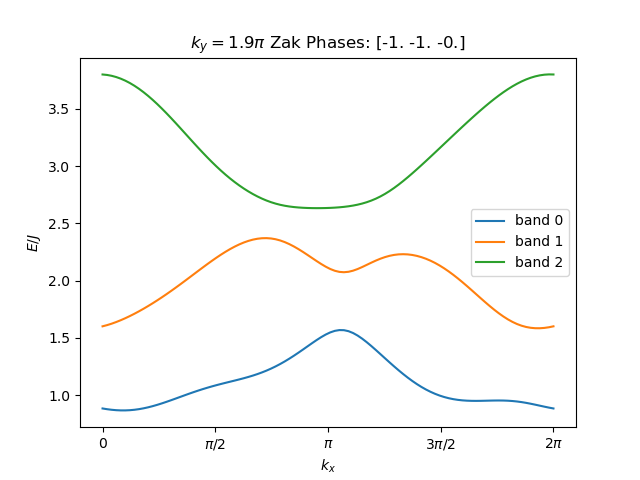 k_y = 1.9π Zak Phases: [-1. -1. -0.]
E/J
3.5
3.0
2.5
2.0
1.5
1.0
band 0
band 1
band 2
0
π/2
π
3π/2
2π
k_x